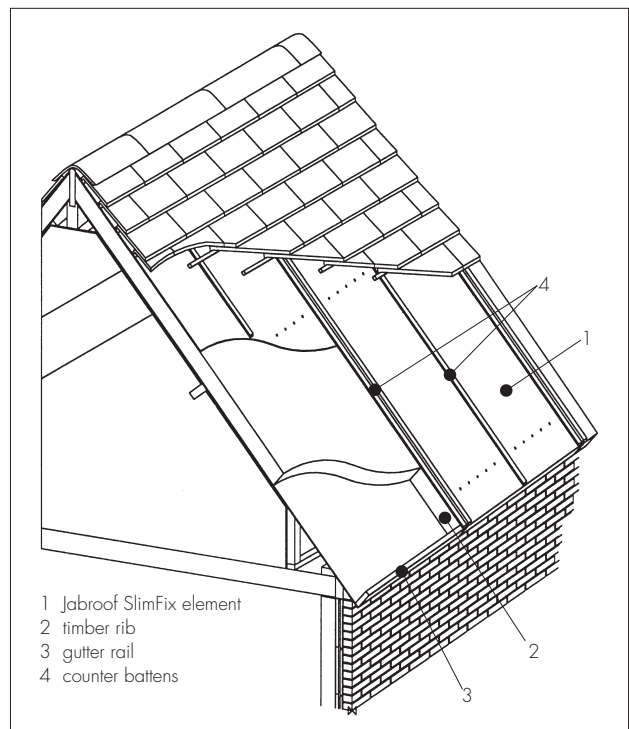 4
1
1 Jabroof SlimFix element
2 timber rib
3 gutter rail
4 counter battens
2
3